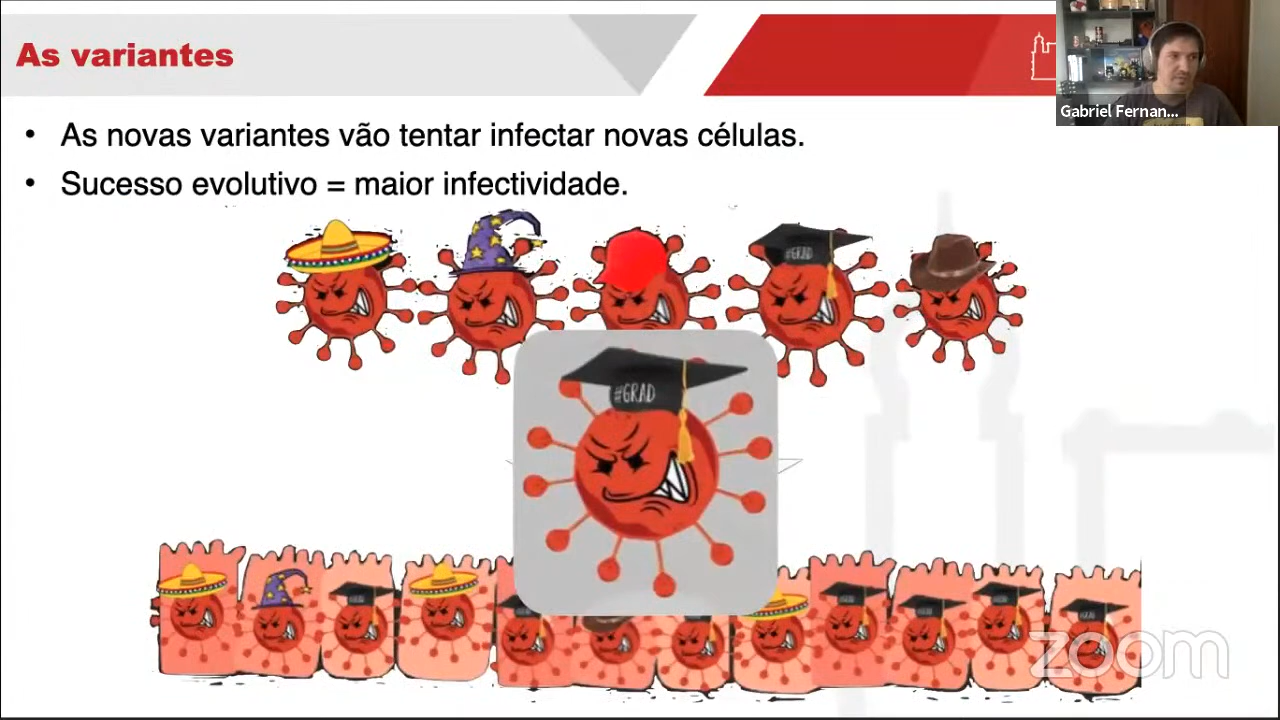 As variantes
Gabriel Fernan...
• As novas variantes vão tentar infectar novas células.
• Sucesso evolutivo = maior infectividade.
#GRAD
#GRAD
zoom